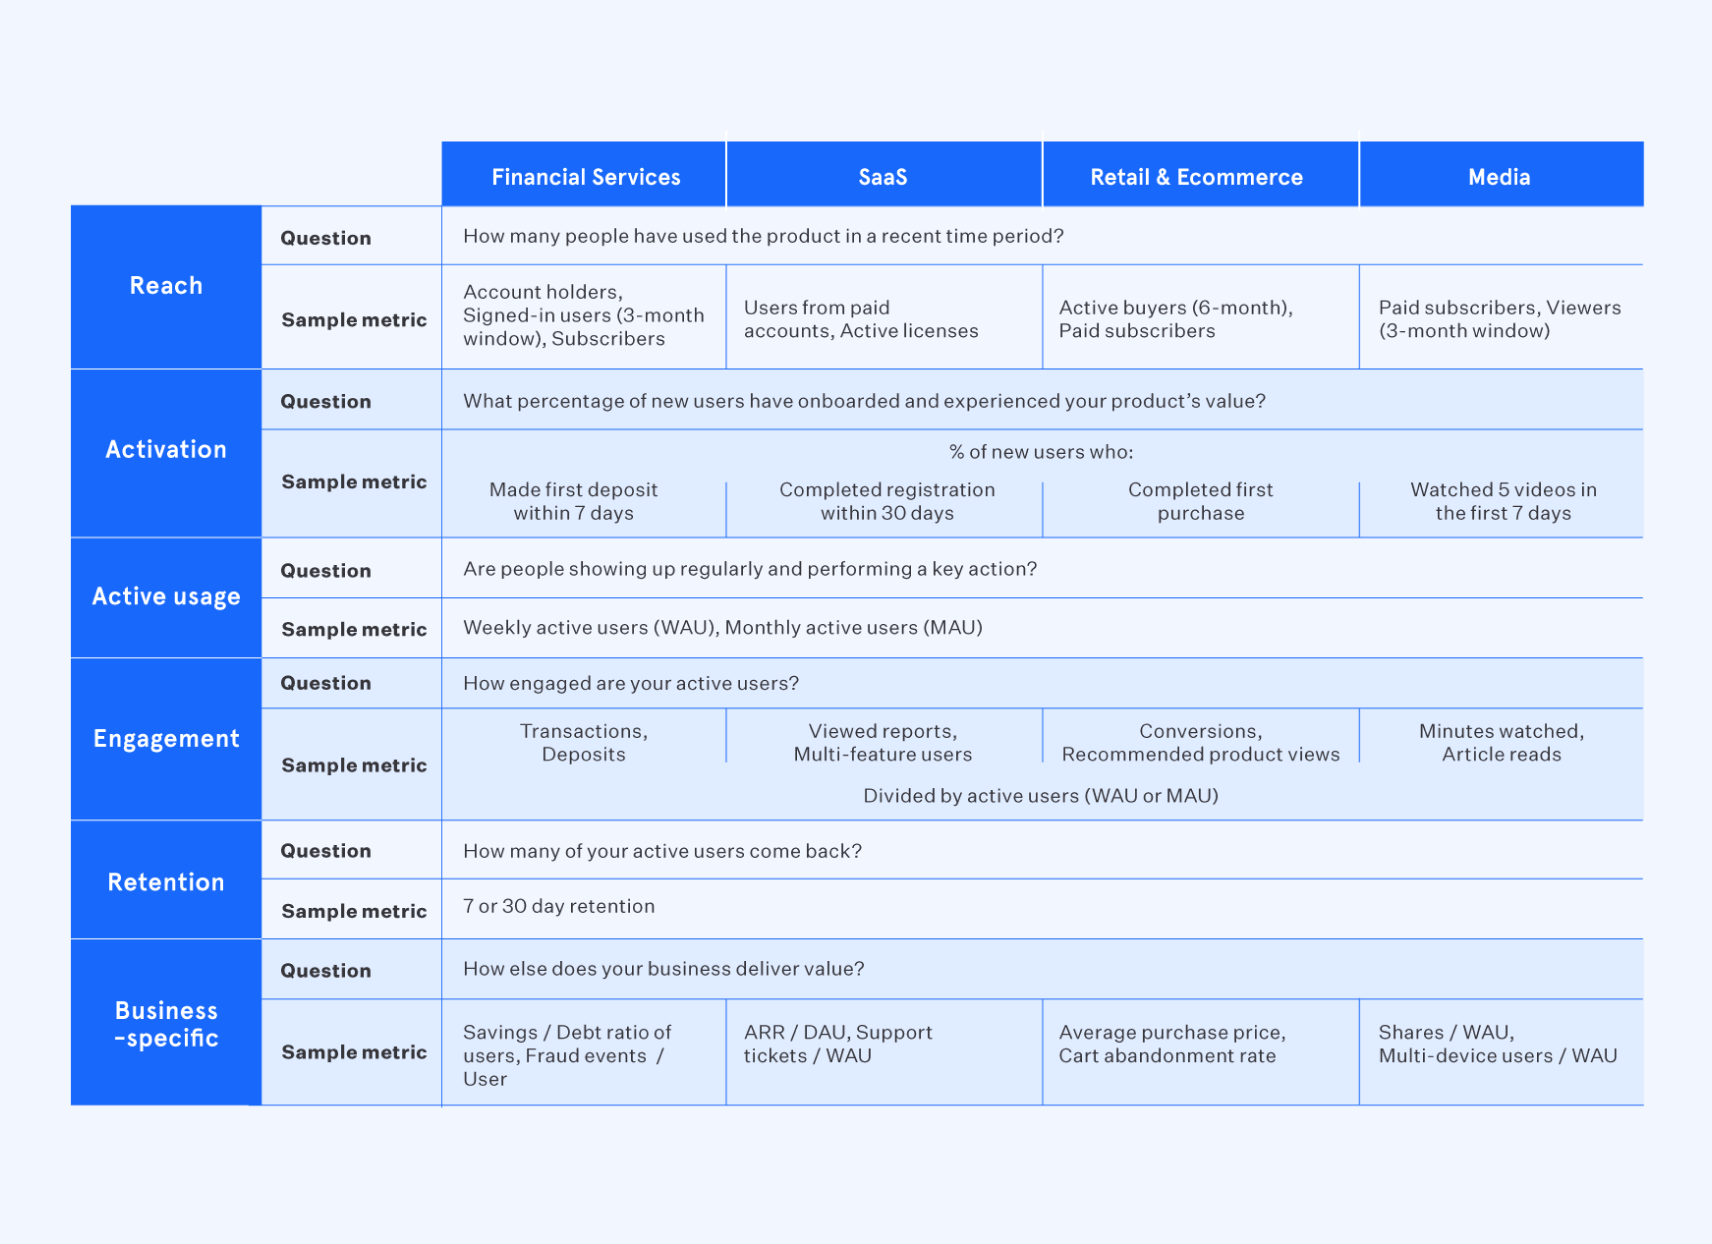 Financial Services
SaaS
Retail & Ecommerce
Media
Reach
Question
How many people have used the product in a recent time period?
Sample metric
Account holders,
Signed-in users (3-month
window), Subscribers
Users from paid
accounts, Active licenses
Active buyers (6-month),
Paid subscribers
Paid subscribers, Viewers
(3-month window)
Activation
Question
What percentage of new users have onboarded and experienced your product’s value?
Sample metric
% of new users who:
Made first deposit
within 7 days
Completed registration
within 30 days
Completed first
purchase
Watched 5 videos in
the first 7 days
Active usage
Question
Are people showing up regularly and performing a key action?
Sample metric
Weekly active users (WAU), Monthly active users (MAU)
Engagement
Question
How engaged are your active users?
Sample metric
Transactions,
Deposits
Viewed reports,
Multi-feature users
Conversions,
Recommended product views
Minutes watched,
Article reads
Divided by active users (WAU or MAU)
Retention
Question
How many of your active users come back?
Sample metric
7 or 30 day retention
Business
-specific
Question
How else does your business deliver value?
Sample metric
Savings / Debt ratio of
users, Fraud events /
User
ARR / DAU, Support
tickets / WAU
Average purchase price,
Cart abandonment rate
Shares / WAU,
Multi-device users / WAU